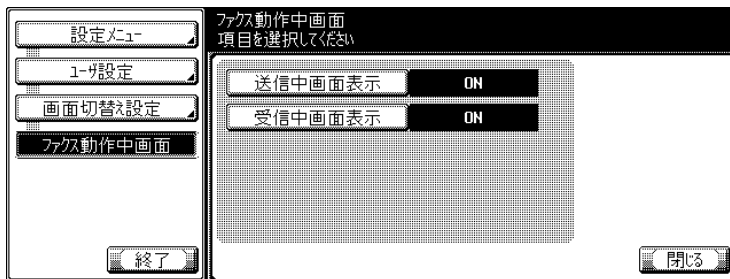 設定メニュー
ユーザ設定
画面切替え設定
ファクス動作中画面
終了
ファクス動作中画面
項目を選択してください
送信中画面表示 ON
受信中画面表示 ON
閉じる